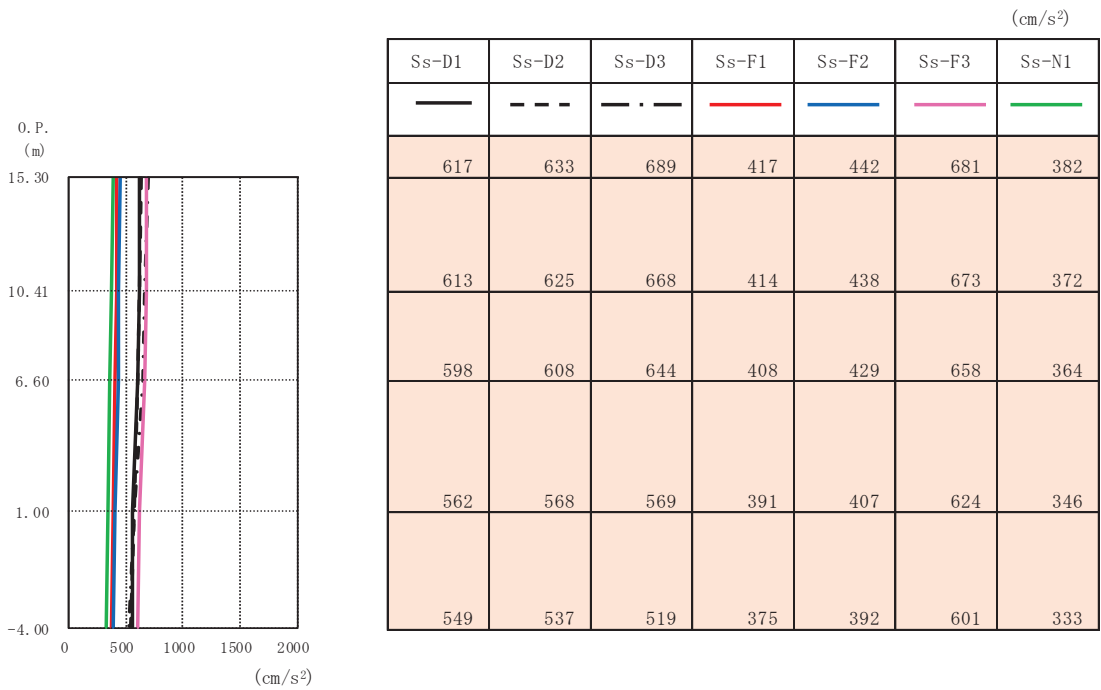 (cm/s²)
Ss-D1 Ss-D2 Ss-D3 Ss-F1 Ss-F2 Ss-F3 Ss-N1
O.P.
(m)
617 633 689 417 442 681 382
15.30
613 625 668 414 438 673 372
10.41
598 608 644 408 429 658 364
6.60
562 568 569 391 407 624 346
1.00
549 537 519 375 392 601 333
-4.00
0 500 1000 1500 2000
(cm/s²)